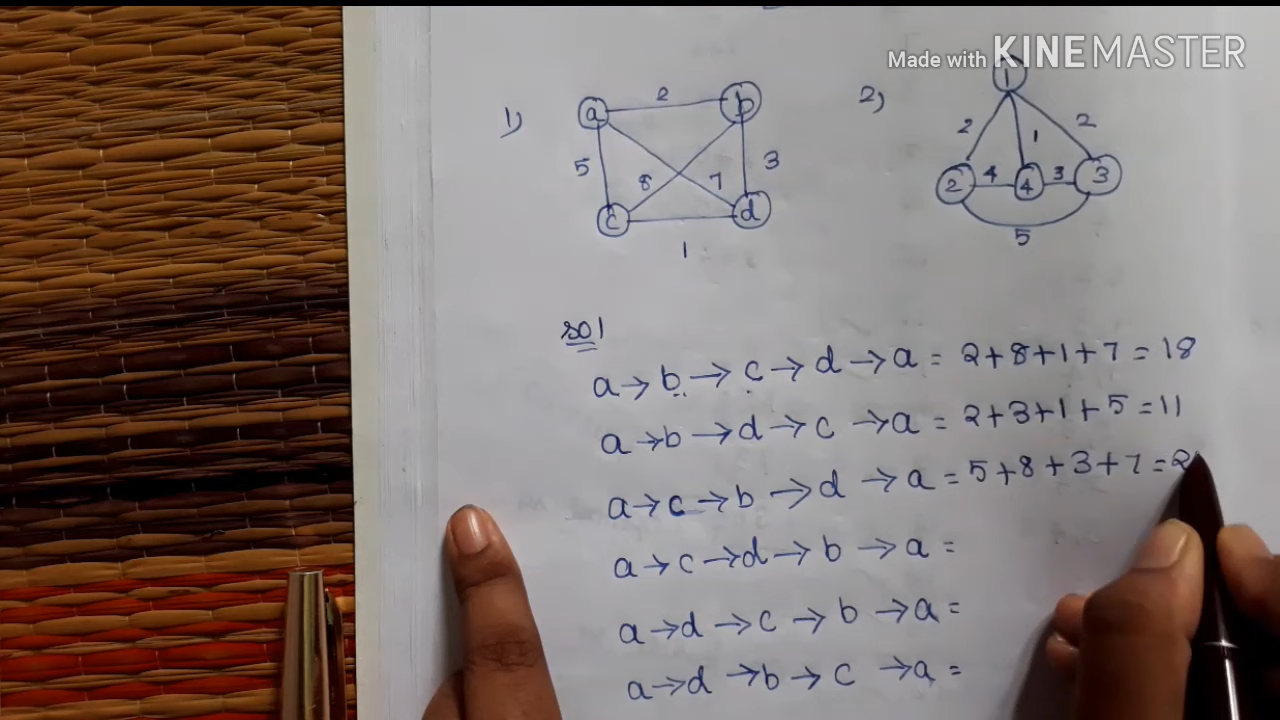 Made with KINEMASTER
1) a 2 b 5 8 7 3 c d 1
2) 1 2 1 2 2 4 4 3 3 5
sol
a → b → c → d → a = 2+8+1+7 = 18
a → b → d → c → a = 2+3+1+5 = 11
a → c → b → d → a = 5+8+3+7 = 2
a → c → d → b → a =
a → d → c → b → a =
a → d → b → c → a =